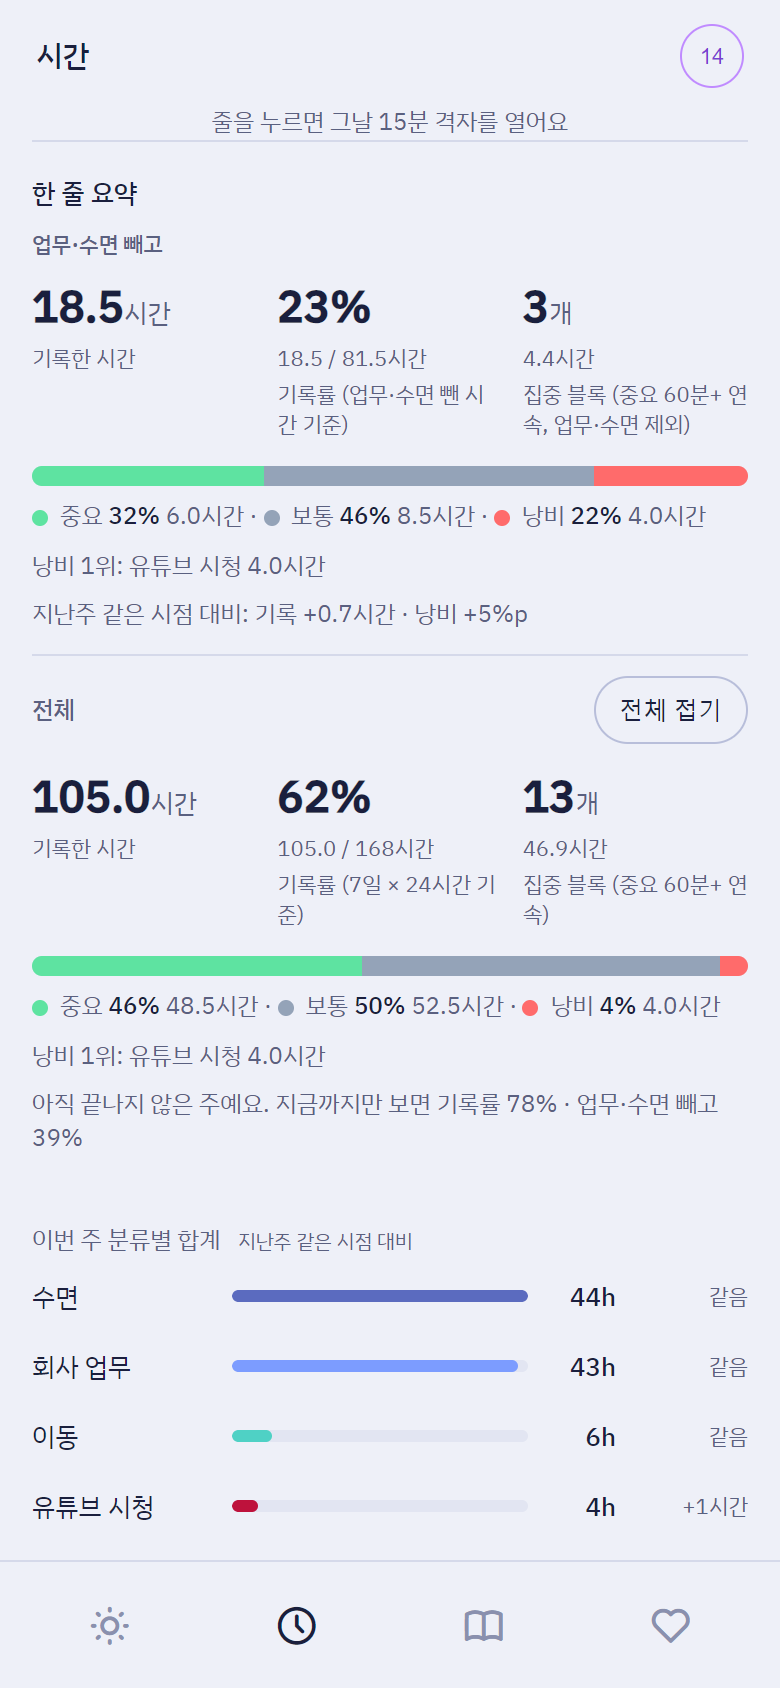 시간
14
줄을 누르면 그날 15분 격자를 열어요
한 줄 요약
업무·수면 빼고
18.5시간
기록한 시간
23%
18.5 / 81.5시간
기록률 (업무·수면 뺀 시
간 기준)
3개
4.4시간
집중 블록 (중요 60분+ 연
속, 업무·수면 제외)
중요 32% 6.0시간 · 보통 46% 8.5시간 · 낭비 22% 4.0시간
낭비 1위: 유튜브 시청 4.0시간
지난주 같은 시점 대비: 기록 +0.7시간 · 낭비 +5%p
전체
전체 접기
105.0시간
기록한 시간
62%
105.0 / 168시간
기록률 (7일 × 24시간 기
준)
13개
46.9시간
집중 블록 (중요 60분+ 연
속)
중요 46% 48.5시간 · 보통 50% 52.5시간 · 낭비 4% 4.0시간
낭비 1위: 유튜브 시청 4.0시간
아직 끝나지 않은 주예요. 지금까지만 보면 기록률 78% · 업무·수면 빼고
39%
이번 주 분류별 합계 지난주 같은 시점 대비
수면 44h 같음
회사 업무 43h 같음
이동 6h 같음
유튜브 시청 4h +1시간